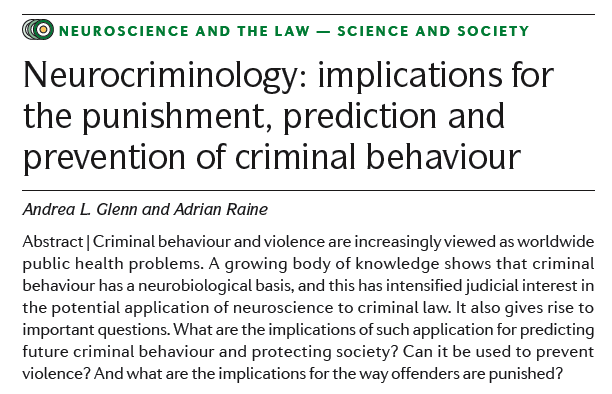 NEUROSCIENCE AND THE LAW — SCIENCE AND SOCIETY
Neurocriminology: implications for
the punishment, prediction and
prevention of criminal behaviour
Andrea L. Glenn and Adrian Raine
Abstract | Criminal behaviour and violence are increasingly viewed as worldwide
public health problems. A growing body of knowledge shows that criminal
behaviour has a neurobiological basis, and this has intensified judicial interest in
the potential application of neuroscience to criminal law. It also gives rise to
important questions. What are the implications of such application for predicting
future criminal behaviour and protecting society? Can it be used to prevent
violence? And what are the implications for the way offenders are punished?